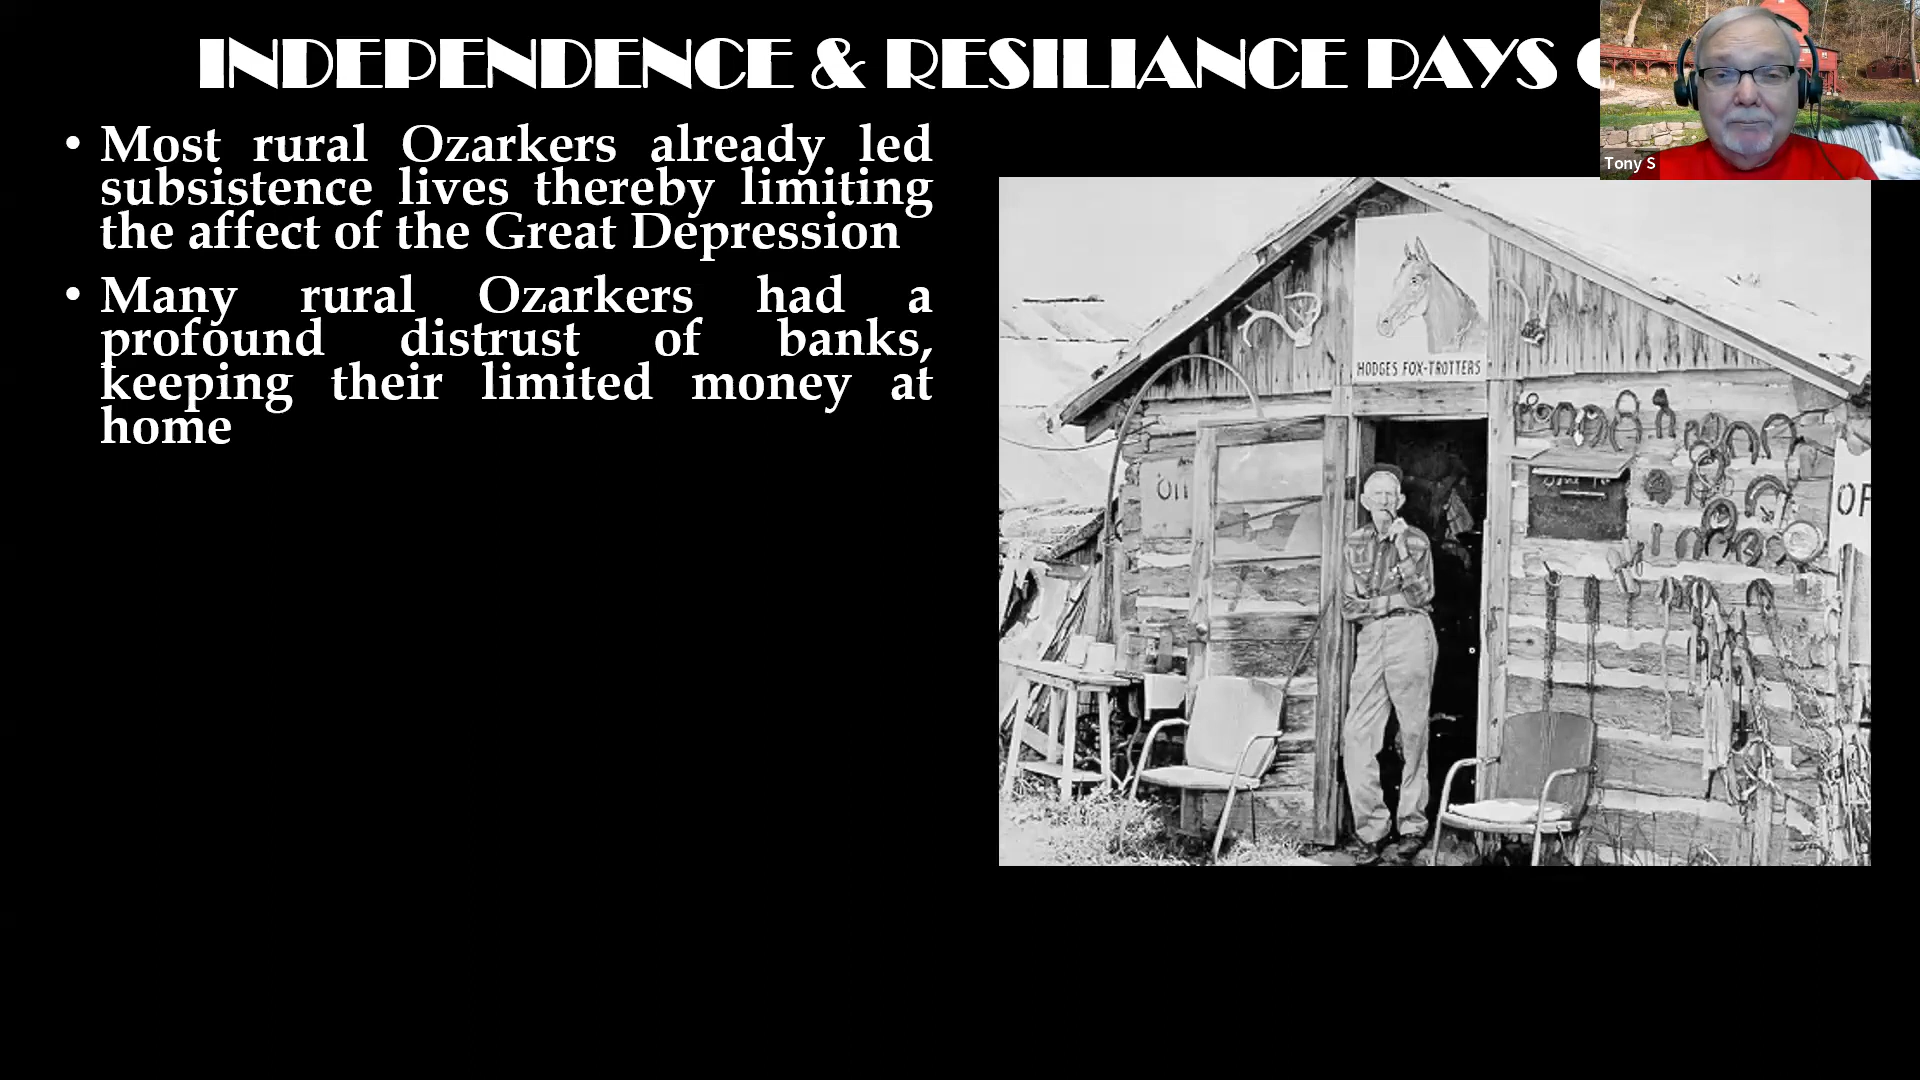 INDEPENDENCE & RESILIANCE PAYS
Tony S
• Most rural Ozarkers already led
subsistence lives thereby limiting
the affect of the Great Depression
• Many rural Ozarkers had a
profound distrust of banks,
keeping their limited money at
home
HODGES FOX-TROTTERS